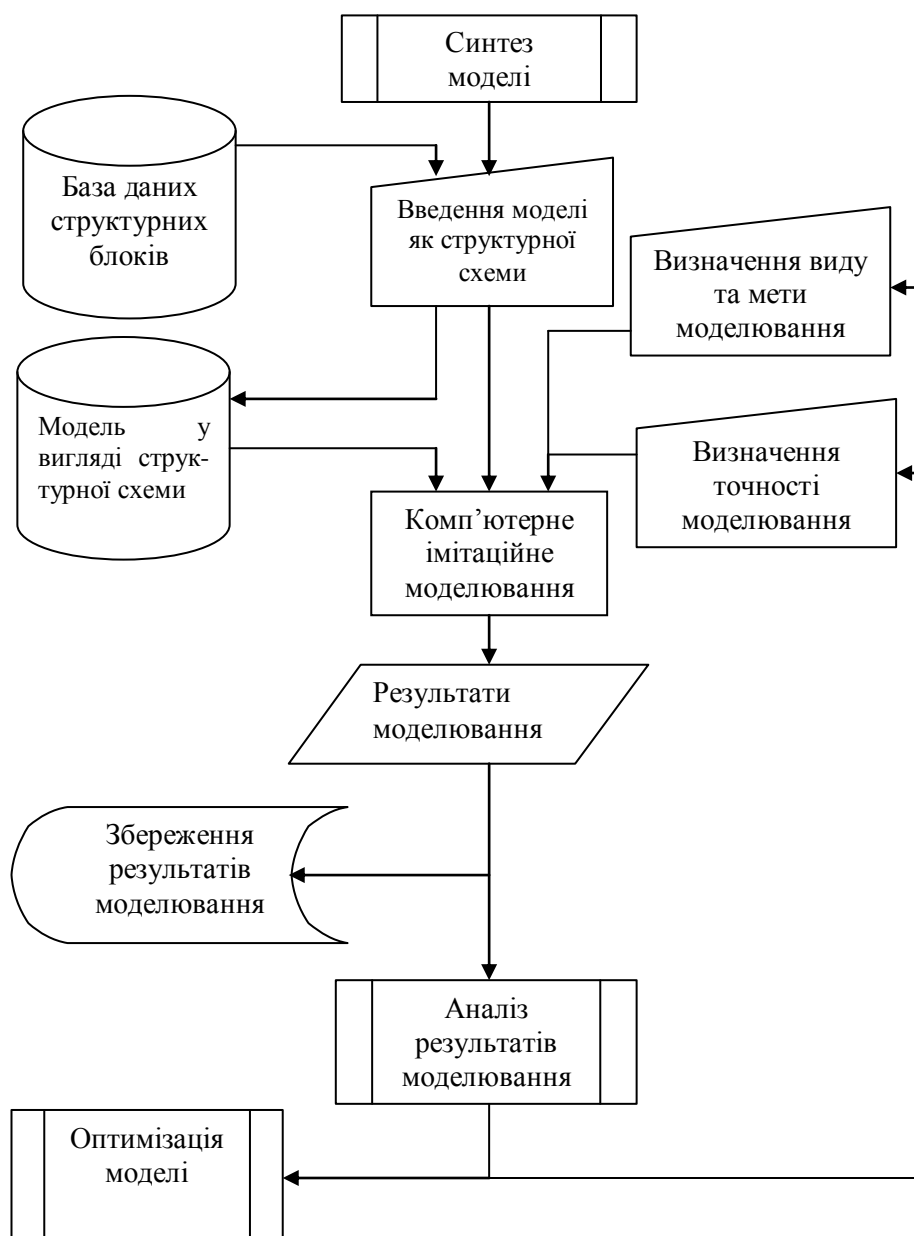 Синтез
моделі
База даних
структурних
блоків
Введення моделі
як структурної
схеми
Визначення виду
та мети
моделювання
Модель у
вигляді струк-
турної схеми
Визначення
точності
моделювання
Комп’ютерне
імітаційне
моделювання
Результати
моделювання
Збереження
результатів
моделювання
Аналіз
результатів
моделювання
Оптимізація
моделі